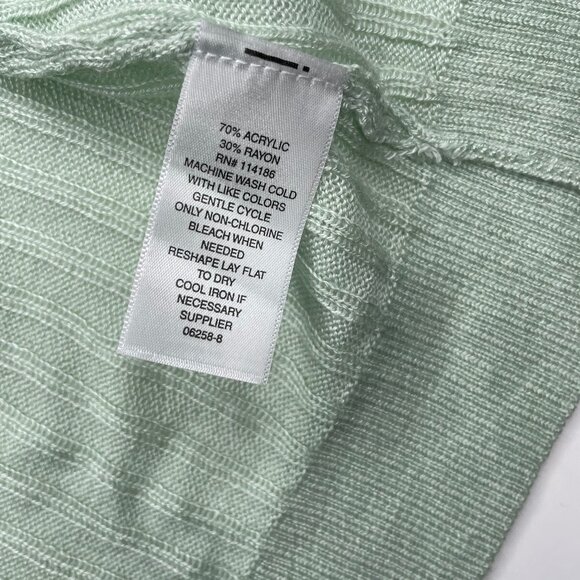 70% ACRYLIC
30% RAYON
RN# 114186
MACHINE WASH COLD
WITH LIKE COLORS
GENTLE CYCLE
ONLY NON-CHLORINE
BLEACH WHEN
NEEDED
RESHAPE LAY FLAT
TO DRY
COOL IRON IF
NECESSARY
SUPPLIER
06258-8